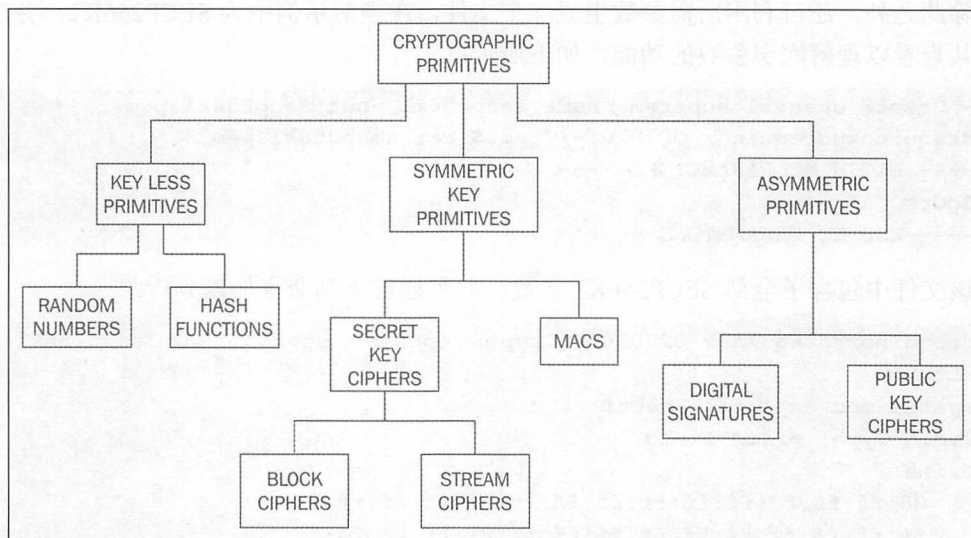 CRYPTOGRAPHIC
PRIMITIVES
KEY LESS
PRIMITIVES
SYMMETRIC
KEY
PRIMITIVES
ASYMMETRIC
PRIMITIVES
RANDOM
NUMBERS
HASH
FUNCTIONS
SECRET
KEY
CIPHERS
MACS
DIGITAL
SIGNATURES
PUBLIC
KEY
CIPHERS
BLOCK
CIPHERS
STREAM
CIPHERS